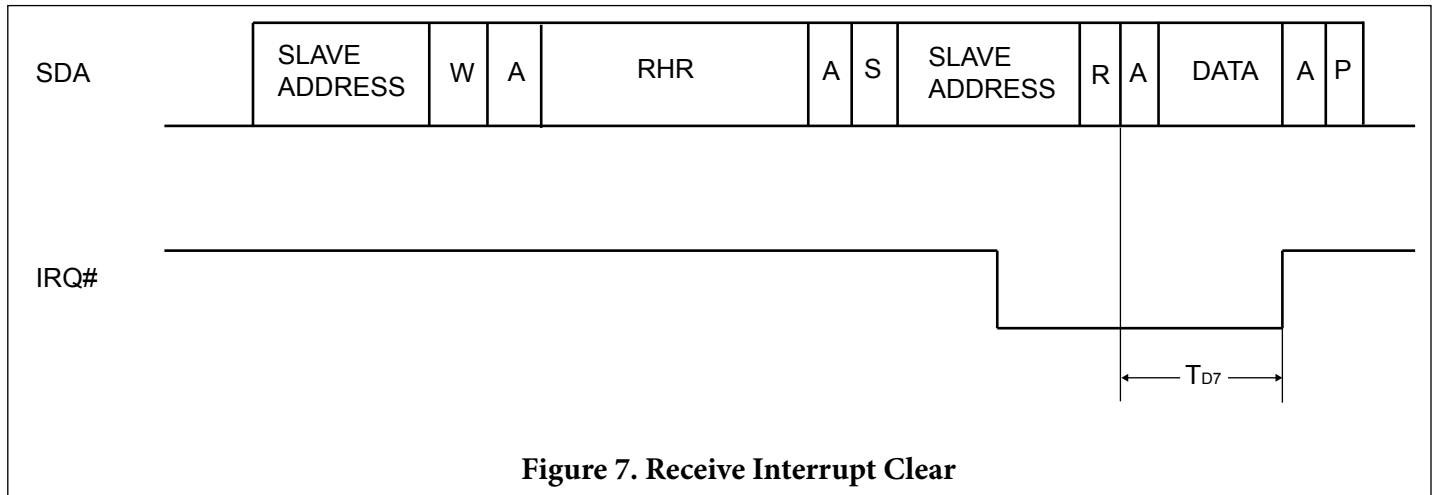 SDA SLAVE ADDRESS W A RHR A S SLAVE ADDRESS R A DATA A P
IRQ#
TD7
Figure 7. Receive Interrupt Clear